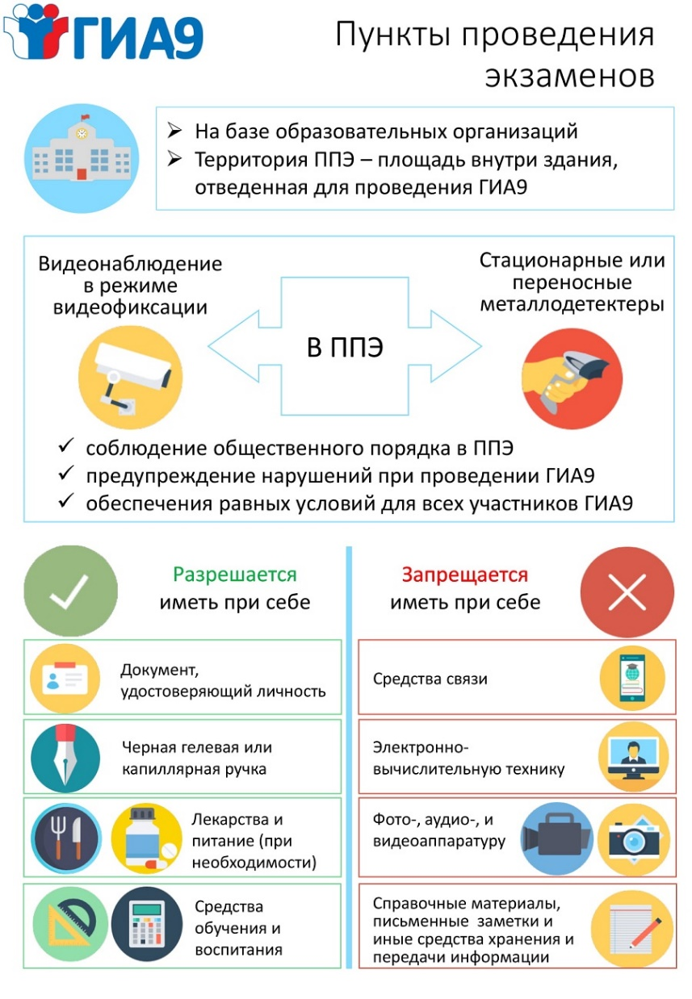 ГИА9
Пункты проведения
экзаменов
➢ На базе образовательных организаций
➢ Территория ППЭ – площадь внутри здания,
отведенная для проведения ГИА9
Видеонаблюдение
в режиме
видеофиксации
В ППЭ
Стационарные или
переносные
металлодетектеры
✓ соблюдение общественного порядка в ППЭ
✓ предупреждение нарушений при проведении ГИА9
✓ обеспечения равных условий для всех участников ГИА9
Разрешается
иметь при себе
Документ,
удостоверяющий личность
Черная гелевая или
капиллярная ручка
Лекарства и
питание (при
необходимости)
Средства
обучения и
воспитания
Запрещается
иметь при себе
Средства связи
Электронно-
вычислительную технику
Фото-, аудио-, и
видеоаппаратуру
Справочные материалы,
письменные заметки и
иные средства хранения и
передачи информации